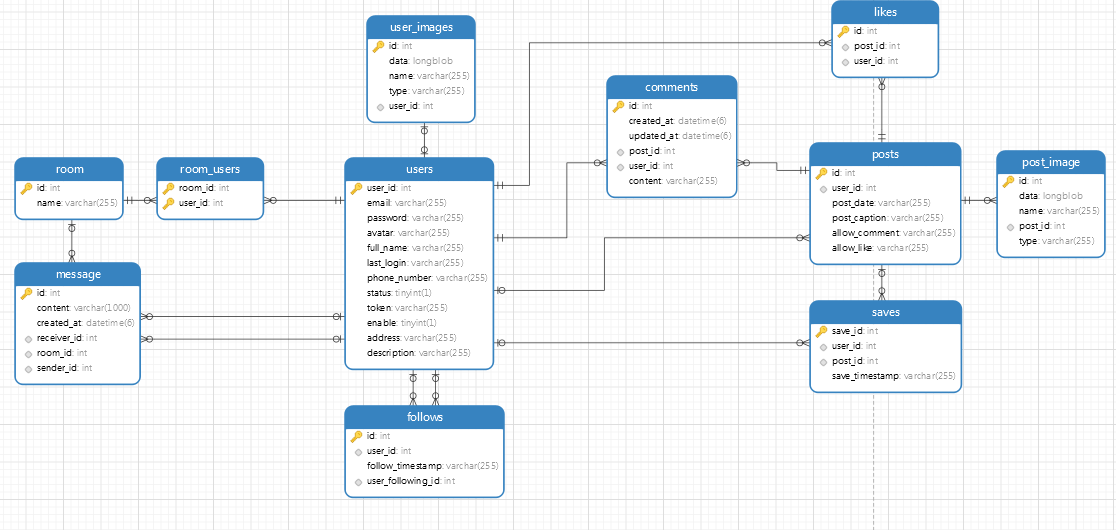 user_images
id: int
data: longblob
name: varchar(255)
type: varchar(255)
user_id: int
likes
id: int
post_id: int
user_id: int
comments
id: int
created_at: datetime(6)
updated_at: datetime(6)
post_id: int
user_id: int
content: varchar(255)
room
id: int
name: varchar(255)
room_users
room_id: int
user_id: int
users
user_id: int
email: varchar(255)
password: varchar(255)
avatar: varchar(255)
full_name: varchar(255)
last_login: varchar(255)
phone_number: varchar(255)
status: tinyint(1)
token: varchar(255)
enable: tinyint(1)
address: varchar(255)
description: varchar(255)
posts
id: int
user_id: int
post_date: varchar(255)
post_caption: varchar(255)
allow_comment: varchar(255)
allow_like: varchar(255)
post_image
id: int
data: longblob
name: varchar(255)
post_id: int
type: varchar(255)
message
id: int
content: varchar(1000)
created_at: datetime(6)
receiver_id: int
room_id: int
sender_id: int
saves
save_id: int
user_id: int
post_id: int
save_timestamp: varchar(255)
follows
id: int
user_id: int
follow_timestamp: varchar(255)
user_following_id: int